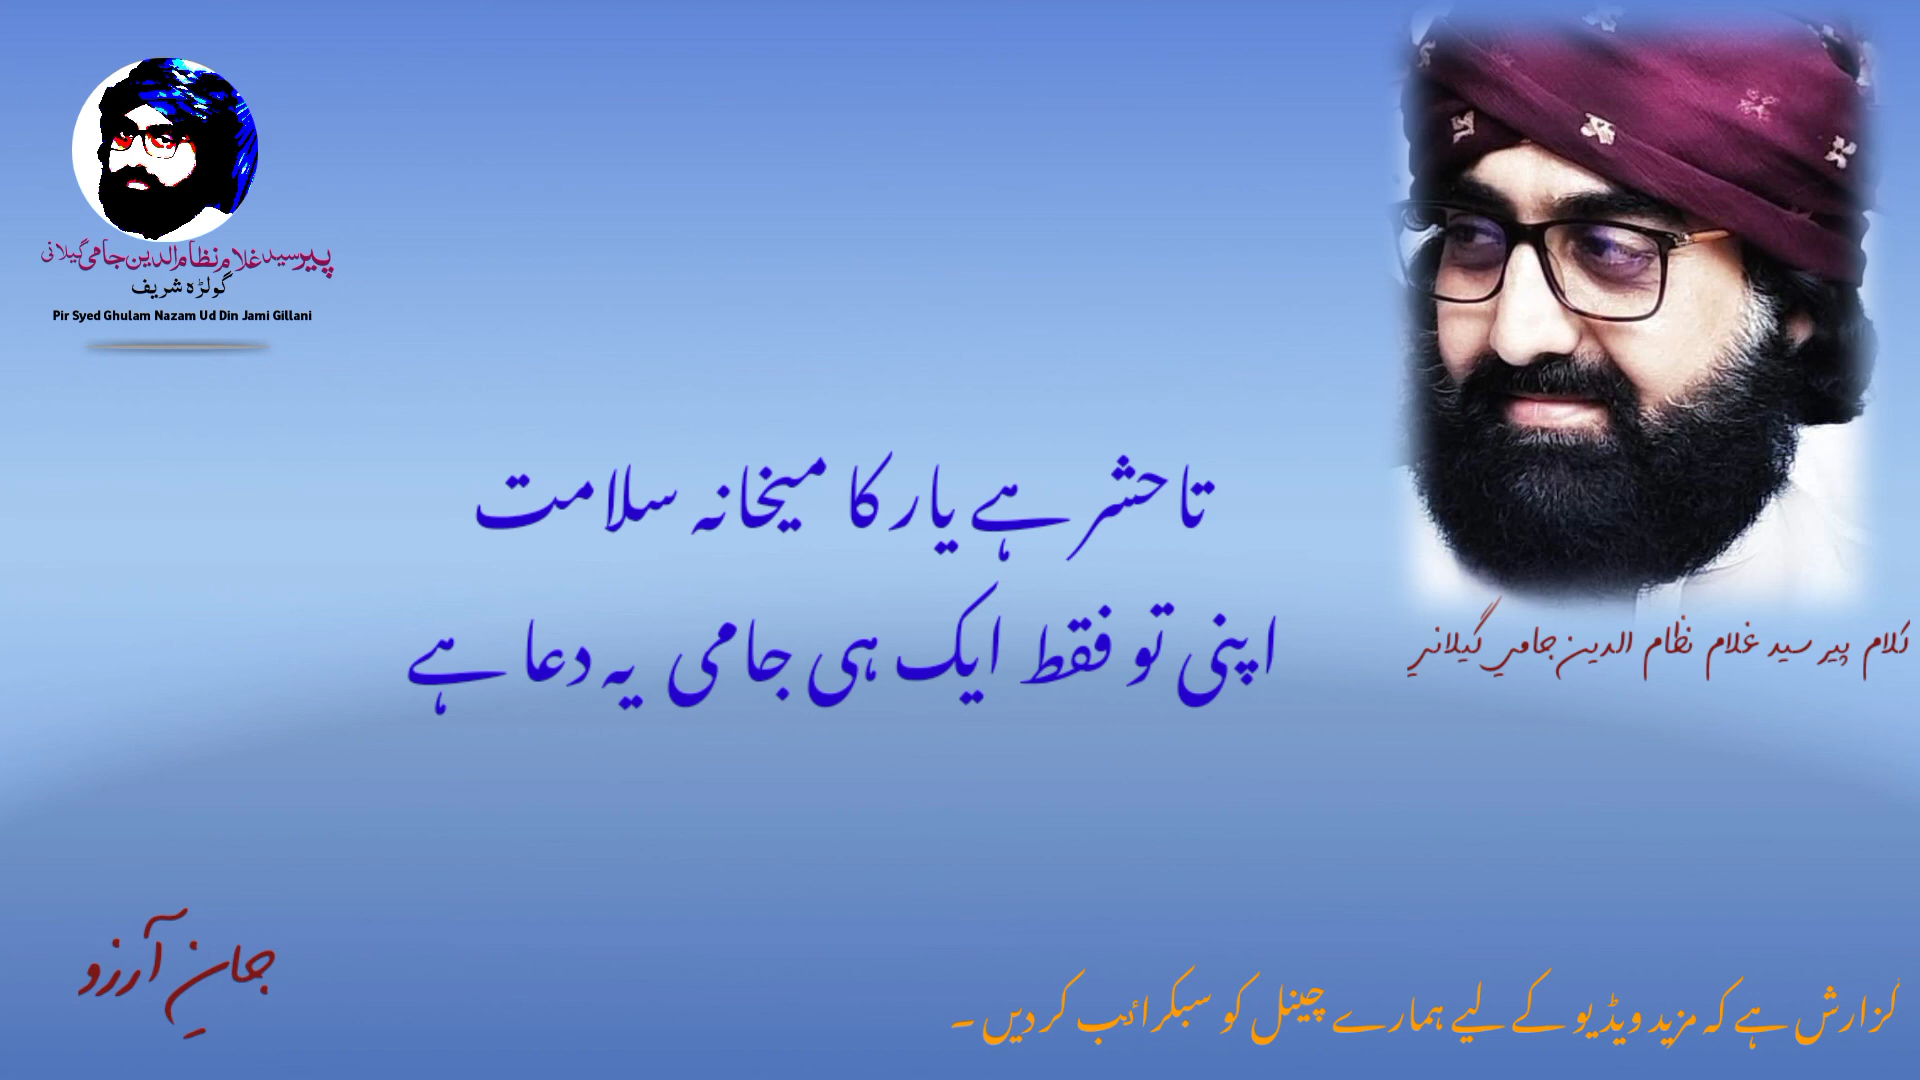 پیر سید غلام نظام الدین جامی گیلانی
گولڑہ شریف
Pir Syed Ghulam Nazam Ud Din Jami Gillani
تا حشر ہے یار کا میخانہ سلامت
اپنی تو فقط ایک ہی جامی یہ دعا ہے
کلام پیر سید غلام نظام الدین جامي گیلاني
جانِ آرزو
گزارش ہے کہ مزید ویڈیو کے لیے ہمارے چینل کو سبکرائب کر دیں ۔